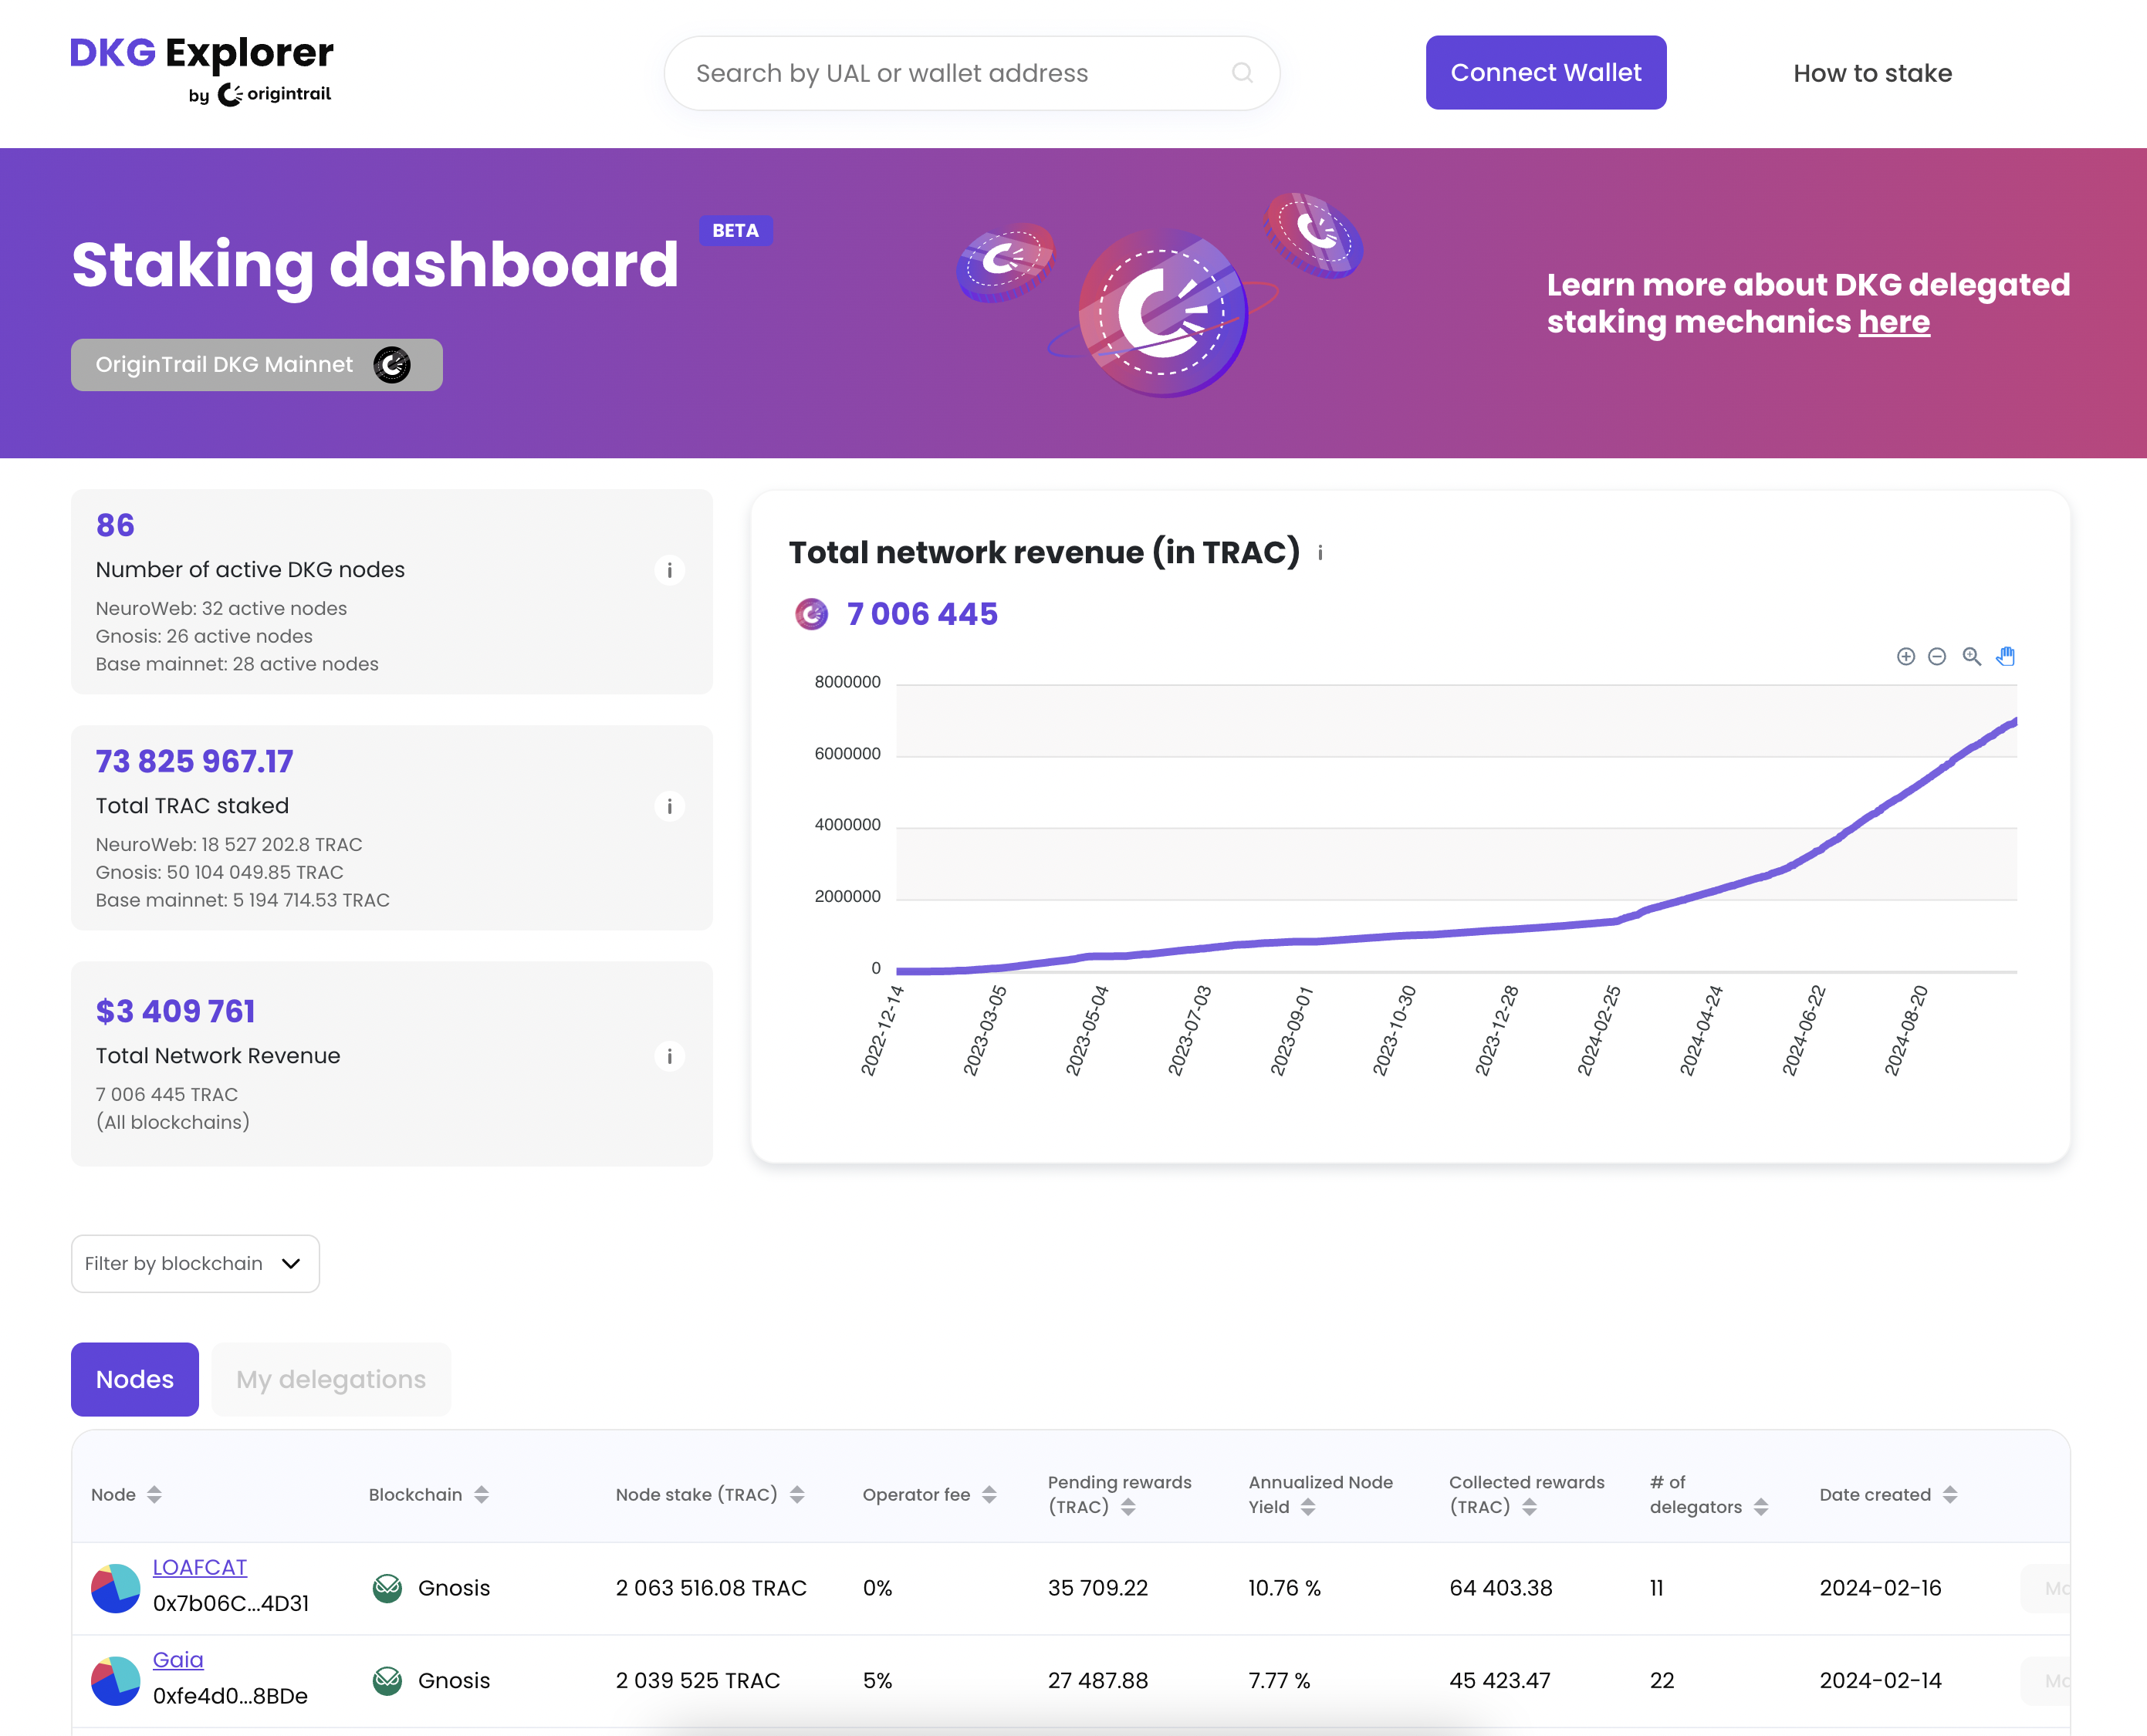 DKG Explorer
by origintrail
Search by UAL or wallet address
Connect Wallet
How to stake
Staking dashboard
BETA
OriginTrail DKG Mainnet
Learn more about DKG delegated
staking mechanics here
86
Number of active DKG nodes
i
NeuroWeb: 32 active nodes
Gnosis: 26 active nodes
Base mainnet: 28 active nodes
73 825 967.17
Total TRAC staked
i
NeuroWeb: 18 527 202.8 TRAC
Gnosis: 50 104 049.85 TRAC
Base mainnet: 5 194 714.53 TRAC
$3 409 761
Total Network Revenue
i
7 006 445 TRAC
(All blockchains)
Total network revenue (in TRAC) i
7 006 445
8000000
6000000
4000000
2000000
0
2022-12-14
2023-03-05
2023-05-04
2023-07-03
2023-09-01
2023-10-30
2023-12-28
2024-02-25
2024-04-24
2024-06-22
2024-08-20
Filter by blockchain
Nodes
My delegations
Node
Blockchain
Node stake (TRAC)
Operator fee
Pending rewards
(TRAC)
Annualized Node
Yield
Collected rewards
(TRAC)
# of
delegators
Date created
LOAFCAT
0x7b06C...4D31
Gnosis
2 063 516.08 TRAC
0%
35 709.22
10.76 %
64 403.38
11
2024-02-16
Gaia
0xfe4d0...8BDe
Gnosis
2 039 525 TRAC
5%
27 487.88
7.77 %
45 423.47
22
2024-02-14